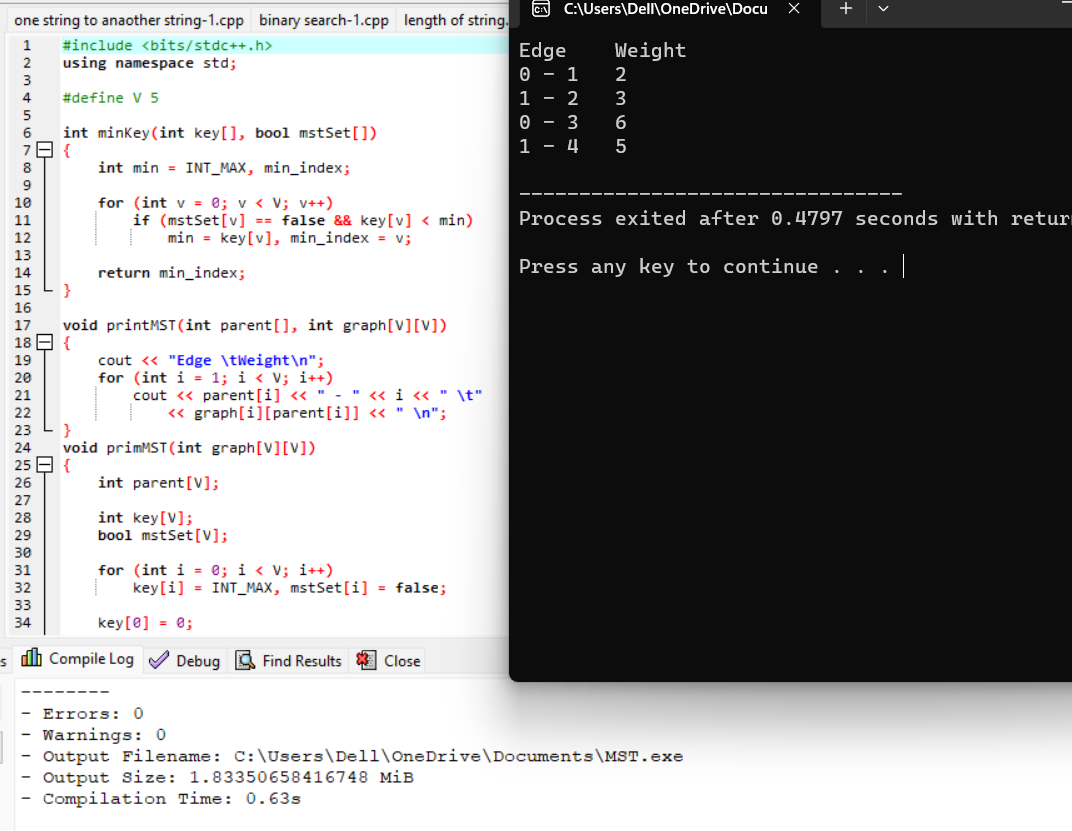 one string to anaother string-1.cpp binary search-1.cpp length of string.
1 #include <bits/stdc++.h>
2 using namespace std;
3
4 #define V 5
5
6 int minKey(int key[], bool mstSet[])
7 {
8 int min = INT_MAX, min_index;
9
10 for (int v = 0; v < V; v++)
11 if (mstSet[v] == false && key[v] < min)
12 min = key[v], min_index = v;
13
14 return min_index;
15 }
16
17 void printMST(int parent[], int graph[V][V])
18 {
19 cout << "Edge \tWeight\n";
20 for (int i = 1; i < V; i++)
21 cout << parent[i] << " - " << i << " \t"
22 << graph[i][parent[i]] << " \n";
23 }
24 void primMST(int graph[V][V])
25 {
26 int parent[V];
27
28 int key[V];
29 bool mstSet[V];
30
31 for (int i = 0; i < V; i++)
32 key[i] = INT_MAX, mstSet[i] = false;
33
34 key[0] = 0;
C:\Users\Dell\OneDrive\Docu
Edge Weight
0 - 1 2
1 - 2 3
0 - 3 6
1 - 4 5
--------------------------------
Process exited after 0.4797 seconds with retur
Press any key to continue . . .
s Compile Log Debug Find Results Close
--------
- Errors: 0
- Warnings: 0
- Output Filename: C:\Users\Dell\OneDrive\Documents\MST.exe
- Output Size: 1.83350658416748 MiB
- Compilation Time: 0.63s